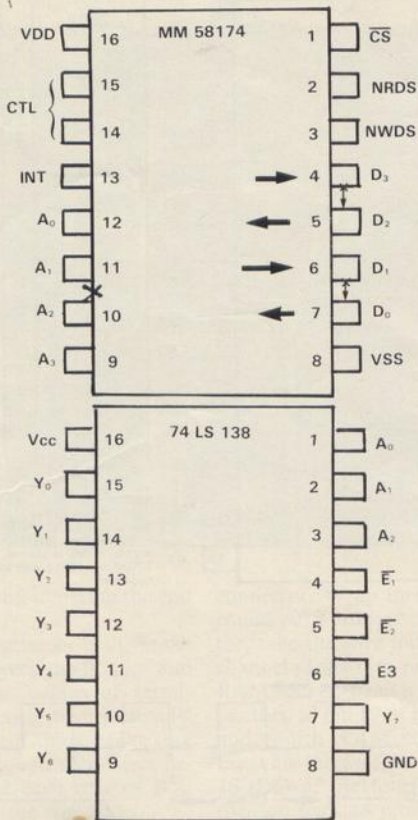 VDD 16 MM 58174 1 C̅S̅
15 2 NRDS
CTL
14 3 NWDS
INT 13 4 D₃
A₀ 12 5 D₂
A₁ 11 6 D₁
A₂ 10 7 D₀
A₃ 9 8 VSS
Vcc 16 74 LS 138 1 A₀
Y₀ 15 2 A₁
Y₁ 14 3 A₂
Y₂ 13 4 E̅₁
Y₃ 12 5 E̅₂
Y₄ 11 6 E3
Y₅ 10 7 Y₇
Y₆ 9 8 GND